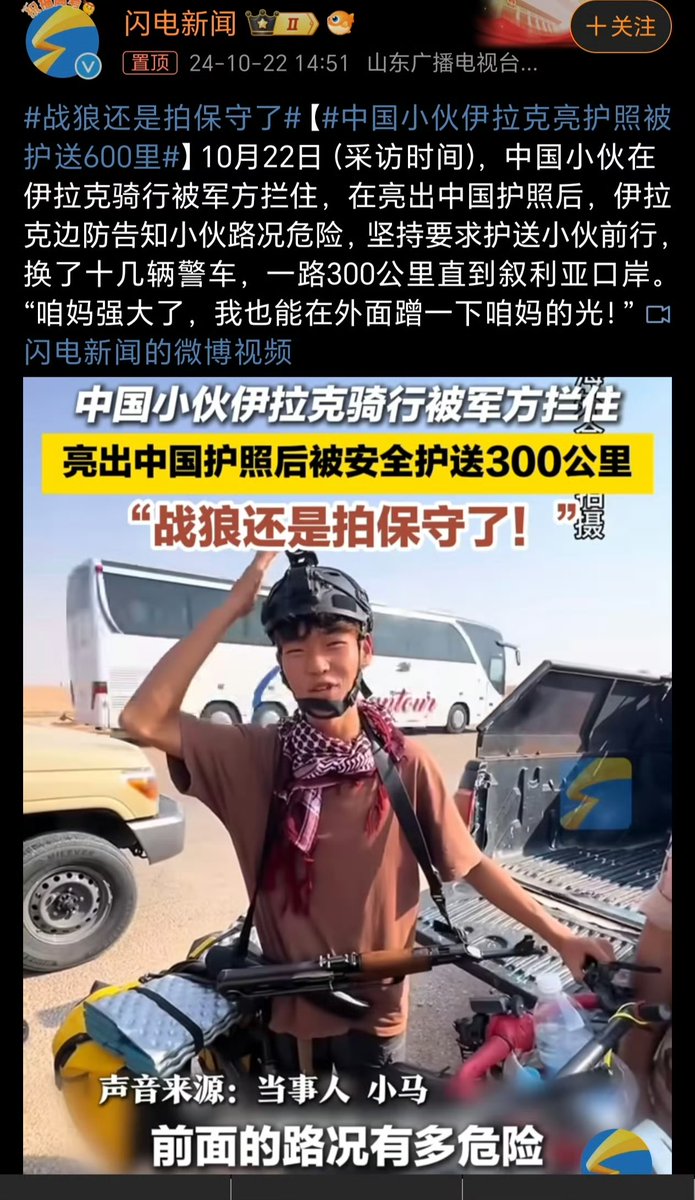 闪电新闻
II
+关注
置顶 24-10-22 14:51 山东广播电视台...
#战狼还是拍保守了#【#中国小伙伊拉克亮护照被
护送600里#】10月22日（采访时间），中国小伙在
伊拉克骑行被军方拦住，在亮出中国护照后，伊拉
克边防告知小伙路况危险，坚持要求护送小伙前行，
换了十几辆警车，一路300公里直到叙利亚口岸。
“咱妈强大了，我也能在外面蹭一下咱妈的光！”
闪电新闻的微博视频
中国小伙伊拉克骑行被军方拦住
亮出中国护照后被安全护送300公里
“战狼还是拍保守了！”
拍摄
ntour
声音来源：当事人 小马
前面的路况有多危险